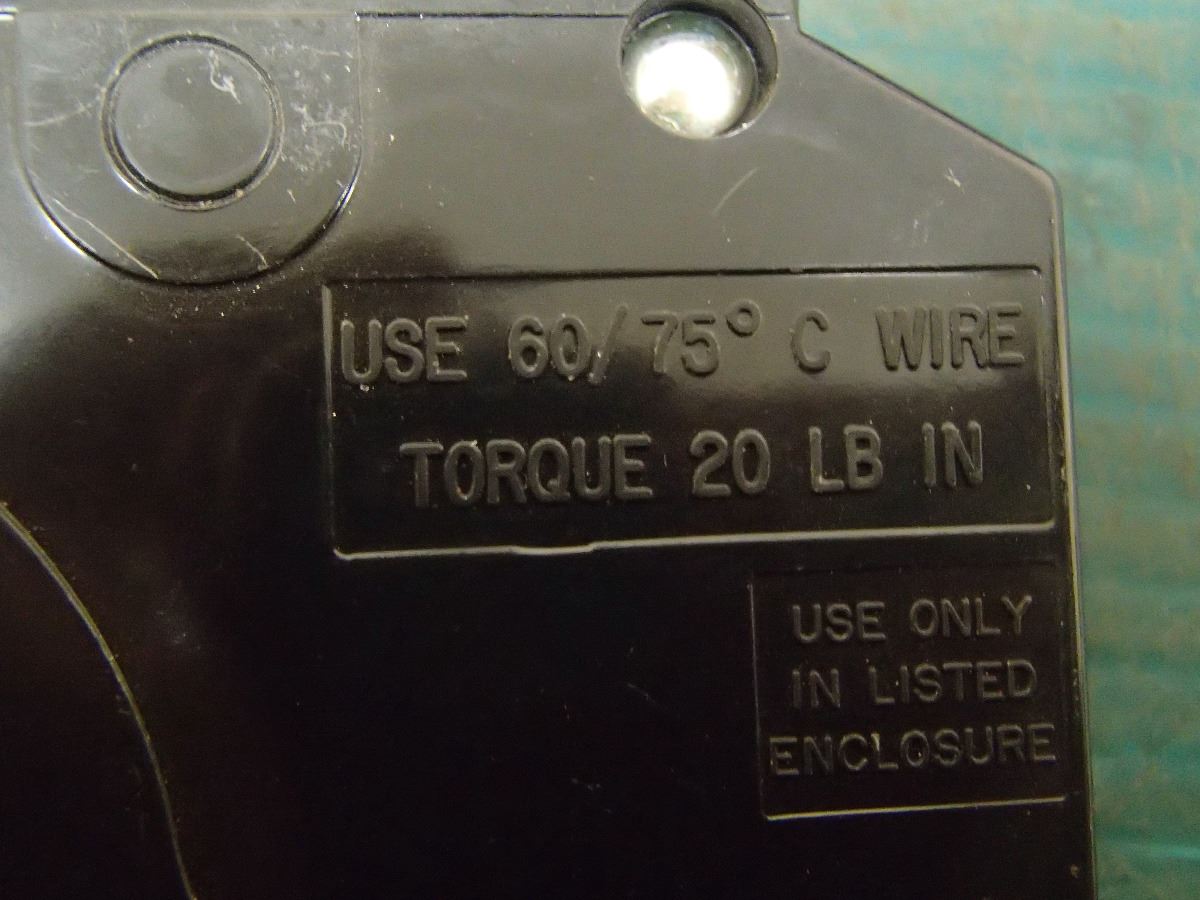 USE 60/75° C WIRE
TORQUE 20 LB IN
USE ONLY
IN LISTED
ENCLOSURE